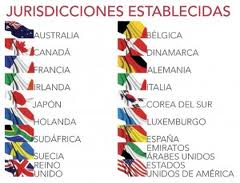 JURISDICCIONES ESTABLECIDAS
AUSTRALIA
CANADÁ
FRANCIA
IRLANDA
JAPÓN
HOLANDA
SUDÁFRICA
SUECIA
REINO
UNIDO
BÉLGICA
DINAMARCA
ALEMANIA
ITALIA
COREA DEL SUR
LUXEMBURGO
ESPAÑA
EMIRATOS
ÁRABES UNIDOS
ESTADOS
UNIDOS DE AMÉRICA